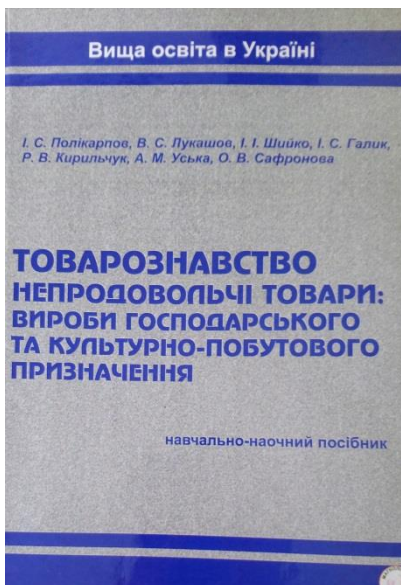 Вища освіта в Україні
І. С. Полікарпов, В. С. Лукашов, І. І. Шийко, І. С. Галик,
Р. В. Кирильчук, А. М. Уська, О. В. Сафронова
ТОВАРОЗНАВСТВО
НЕПРОДОВОЛЬЧІ ТОВАРИ:
ВИРОБИ ГОСПОДАРСЬКОГО
ТА КУЛЬТУРНО-ПОБУТОВОГО
ПРИЗНАЧЕННЯ
навчально-наочний посібник